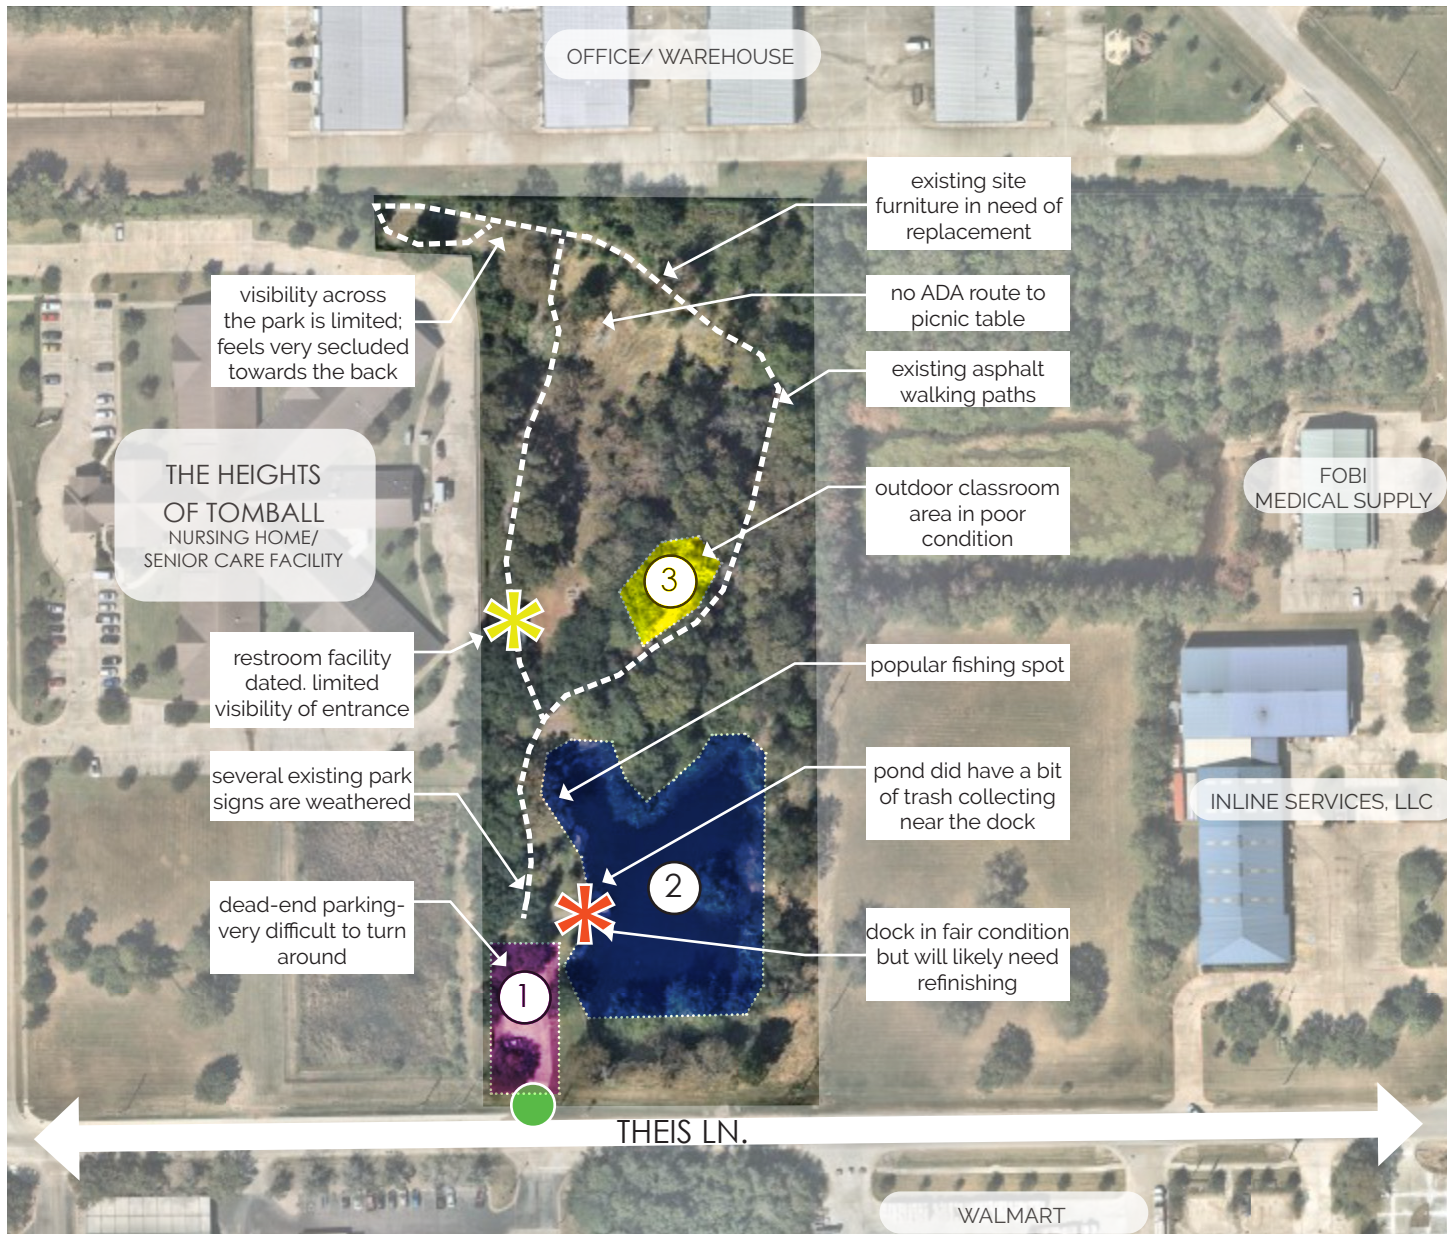 OFFICE/ WAREHOUSE
existing site
furniture in need of
replacement
visibility across
the park is limited;
feels very secluded
towards the back
no ADA route to
picnic table
existing asphalt
walking paths
THE HEIGHTS
OF TOMBALL
NURSING HOME/
SENIOR CARE FACILITY
outdoor classroom
area in poor
condition
FOBI
MEDICAL SUPPLY
3
restroom facility
dated. limited
visibility of entrance
popular fishing spot
several existing park
signs are weathered
pond did have a bit
of trash collecting
near the dock
INLINE SERVICES, LLC
2
dead-end parking-
very difficult to turn
around
dock in fair condition
but will likely need
refinishing
1
THEIS LN.
WALMART